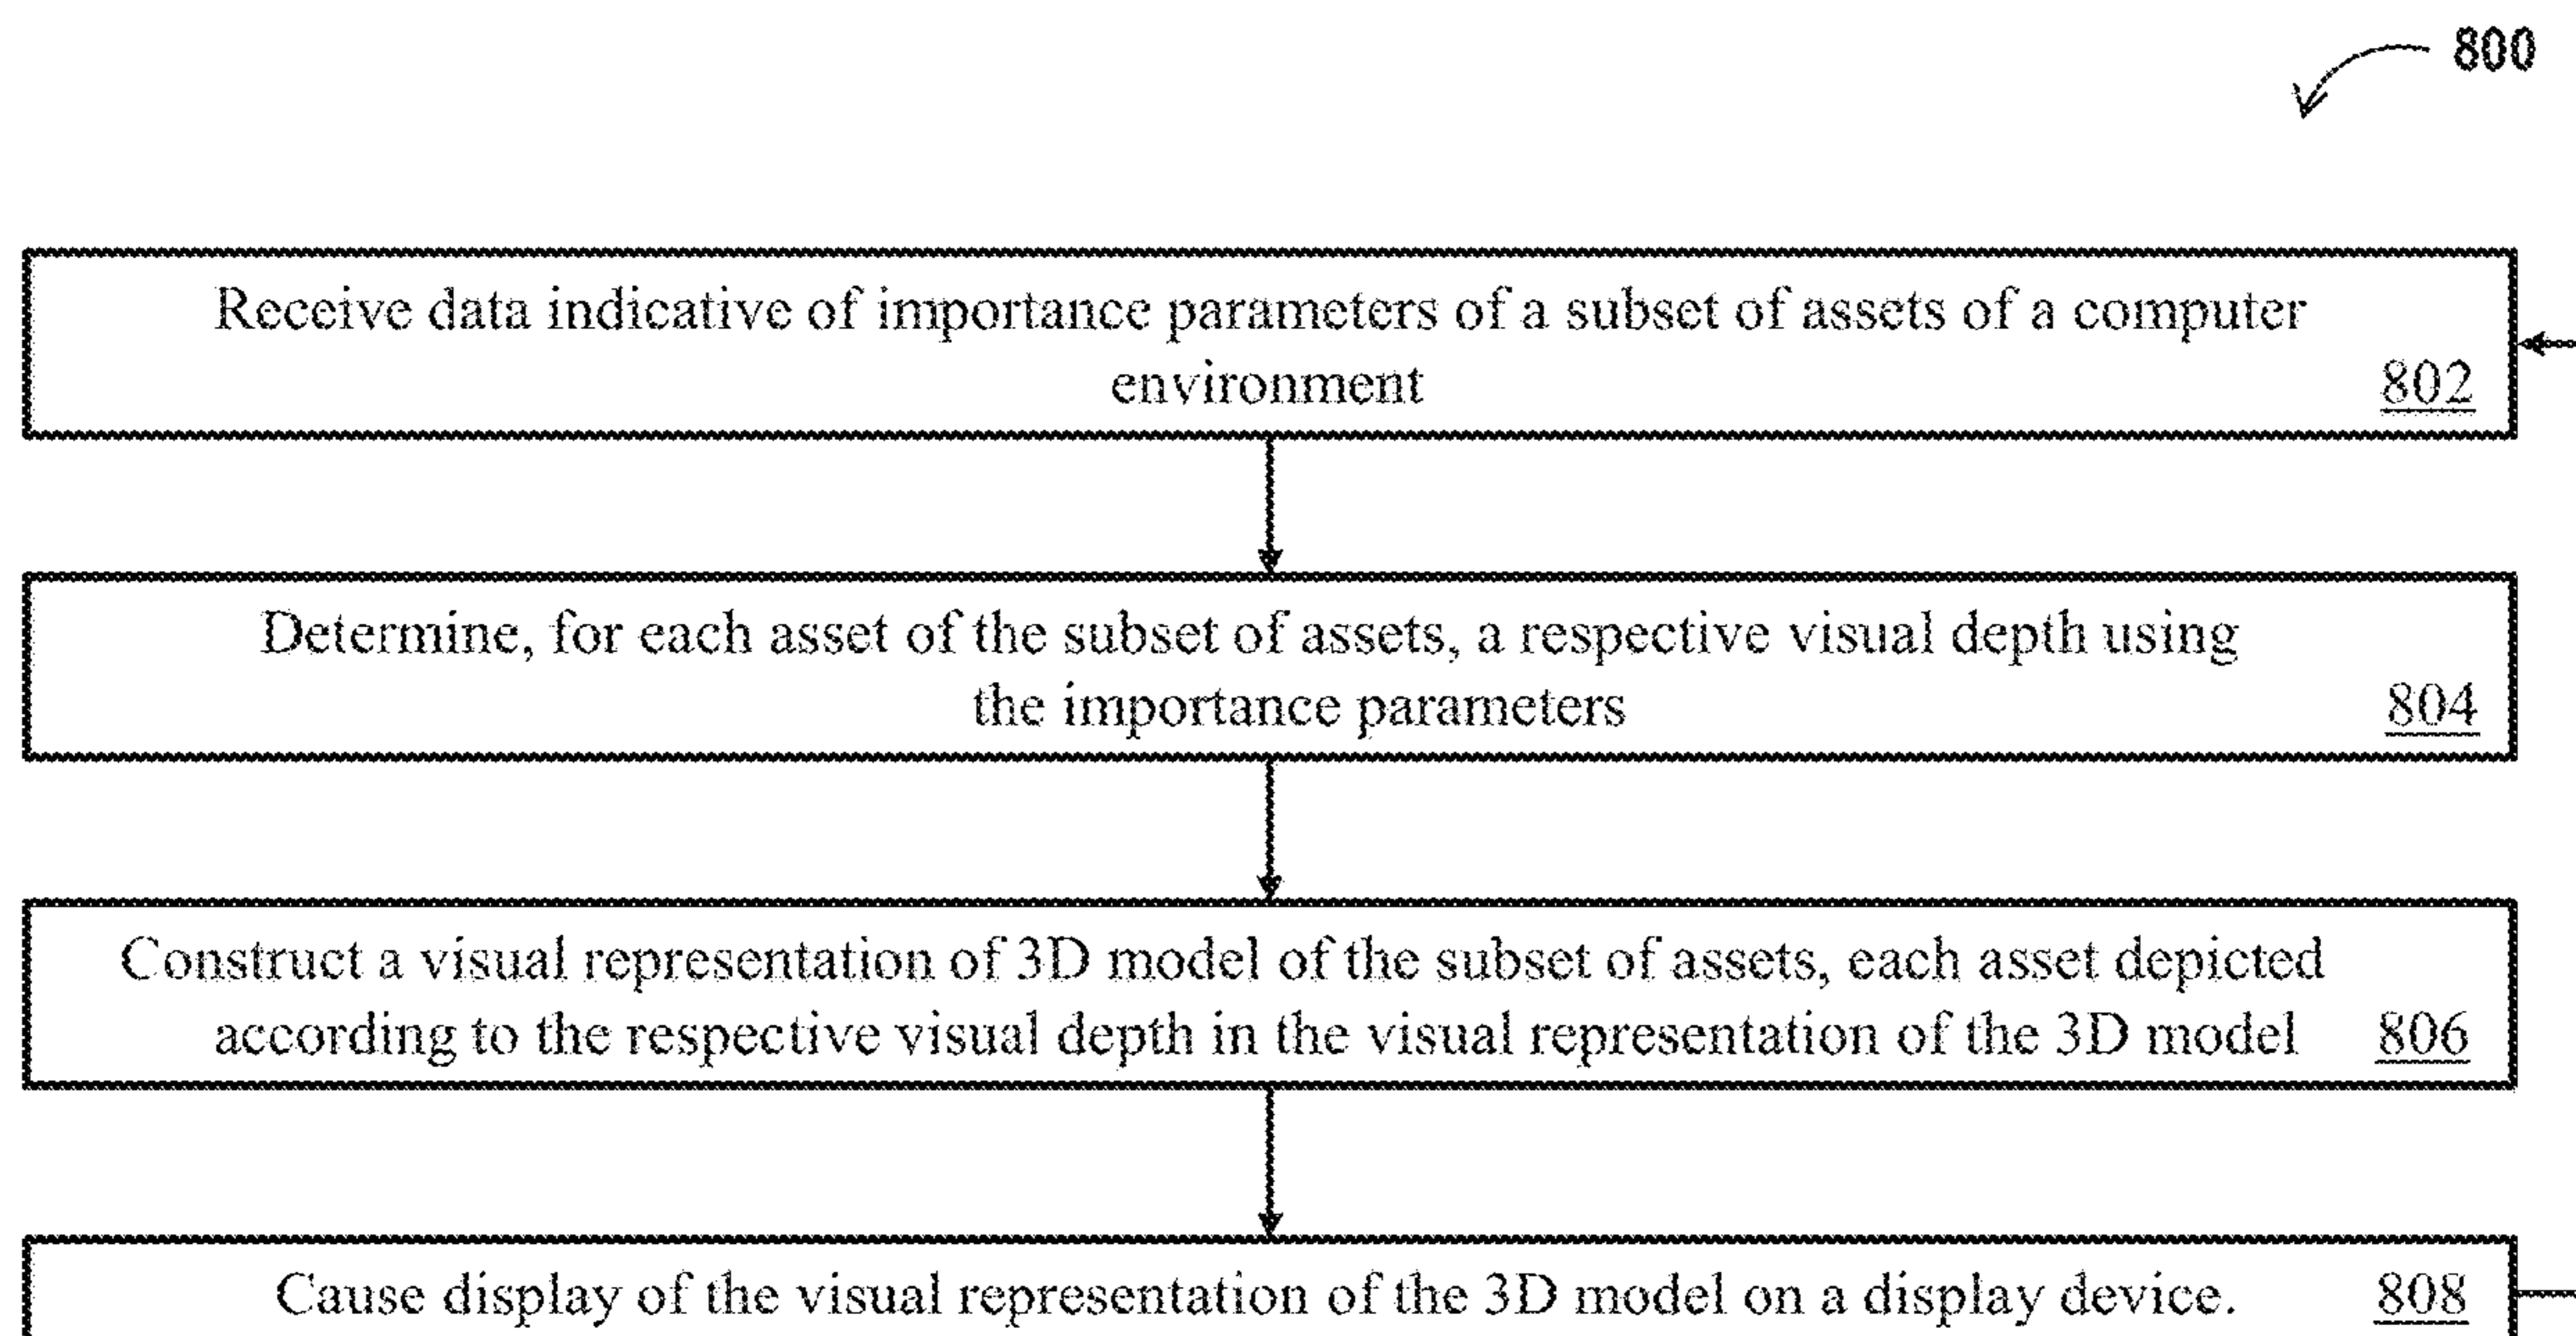 800
Receive data indicative of importance parameters of a subset of assets of a computer
environment
802
Determine, for each asset of the subset of assets, a respective visual depth using
the importance parameters
804
Construct a visual representation of 3D model of the subset of assets, each asset depicted
according to the respective visual depth in the visual representation of the 3D model 806
Cause display of the visual representation of the 3D model on a display device. 808